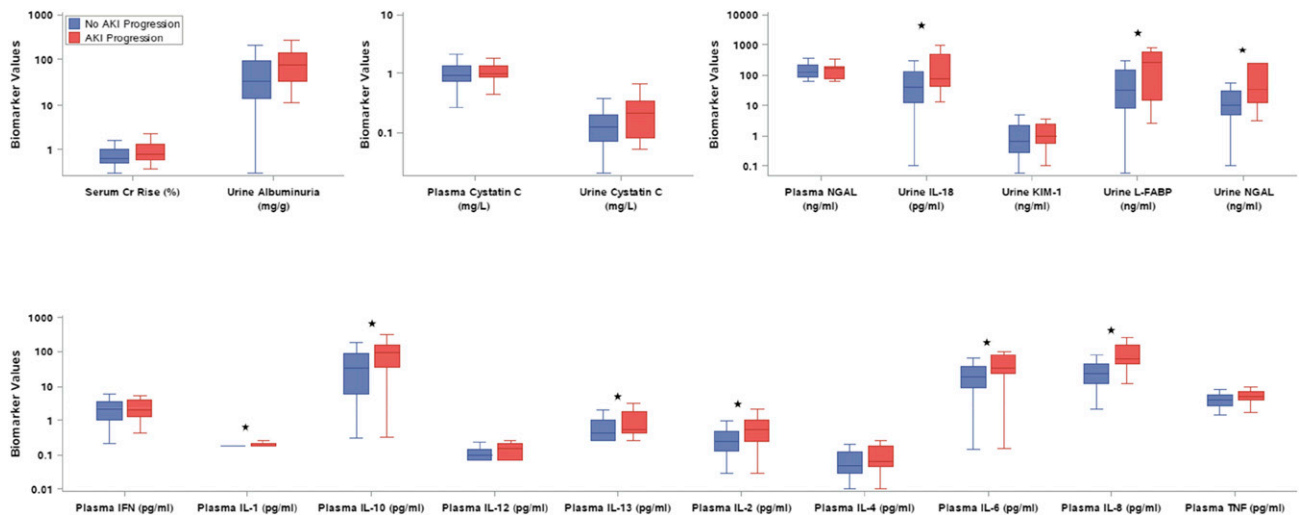 Biomarker Values
1000
100
10
1
No AKI Progression
AKI Progression
Serum Cr Rise (%)
Urine Albuminuria
(mg/g)
Biomarker Values
10
1
0.1
Plasma Cystatin C
(mg/L)
Urine Cystatin C
(mg/L)
Biomarker Values
10000
1000
100
10
1
0.1
★
★
★
Plasma NGAL
(ng/ml)
Urine IL-18
(pg/ml)
Urine KIM-1
(ng/ml)
Urine L-FABP
(ng/ml)
Urine NGAL
(ng/ml)
Biomarker Values
1000
100
10
1
0.1
0.01
★
★
★
★
★
★
Plasma IFN (pg/ml)
Plasma IL-1 (pg/ml)
Plasma IL-10 (pg/ml)
Plasma IL-12 (pg/ml)
Plasma IL-13 (pg/ml)
Plasma IL-2 (pg/ml)
Plasma IL-4 (pg/ml)
Plasma IL-6 (pg/ml)
Plasma IL-8 (pg/ml)
Plasma TNF (pg/ml)